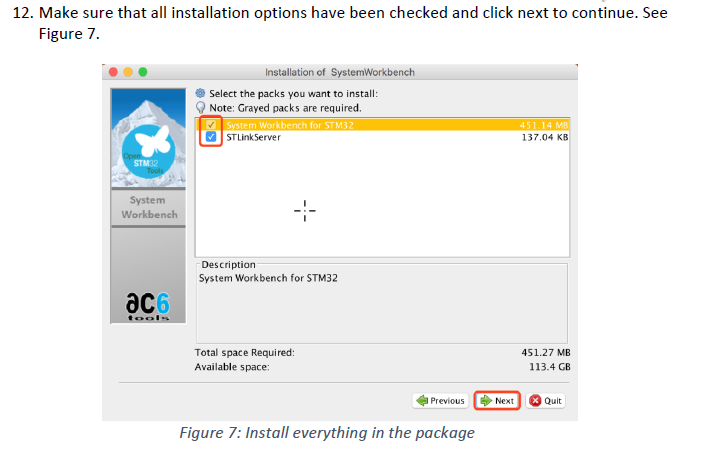 12. Make sure that all installation options have been checked and click next to continue. See
Figure 7.
Installation of SystemWorkbench
Select the packs you want to install:
Note: Grayed packs are required.
System Workbench for STM32 451.14 MB
STLinkServer 137.04 KB
Open
STM32
Tools
System
Workbench
Description
System Workbench for STM32
ac6
tools
Total space Required: 451.27 MB
Available space: 113.4 GB
Previous Next Quit
Figure 7: Install everything in the package